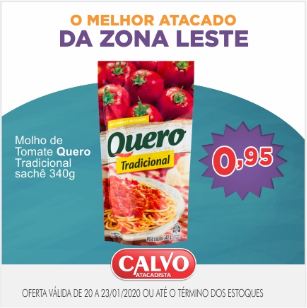 O MELHOR ATACADO
DA ZONA LESTE
Molho de
Tomate Quero
Tradicional
sachê 340g
Quero
Tradicional
0,95
CALVO
ATACADISTA
OFERTA VÁLIDA DE 20 A 23/01/2020 OU ATÉ O TÉRMINO DOS ESTOQUES